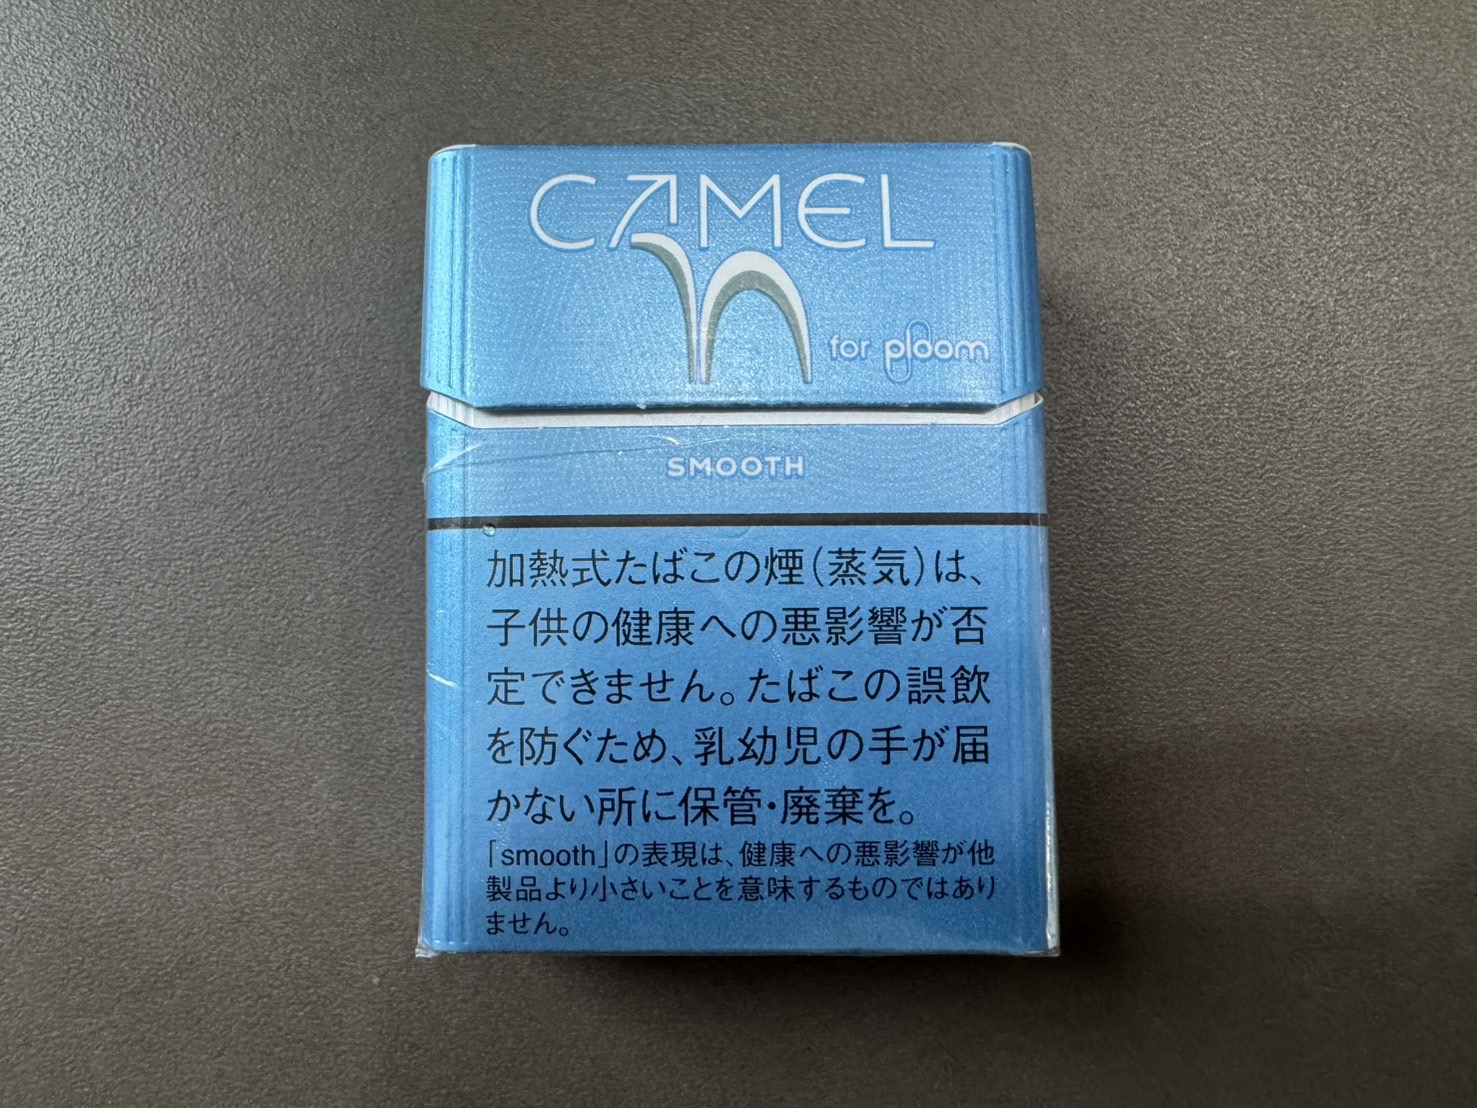 CAMEL
for ploom
SMOOTH
加熱式たばこの煙（蒸気）は、
子供の健康への悪影響が否
定できません。たばこの誤飲
を防ぐため、乳幼児の手が届
かない所に保管・廃棄を。
「smooth」の表現は、健康への悪影響が他
製品より小さいことを意味するものではあり
ません。